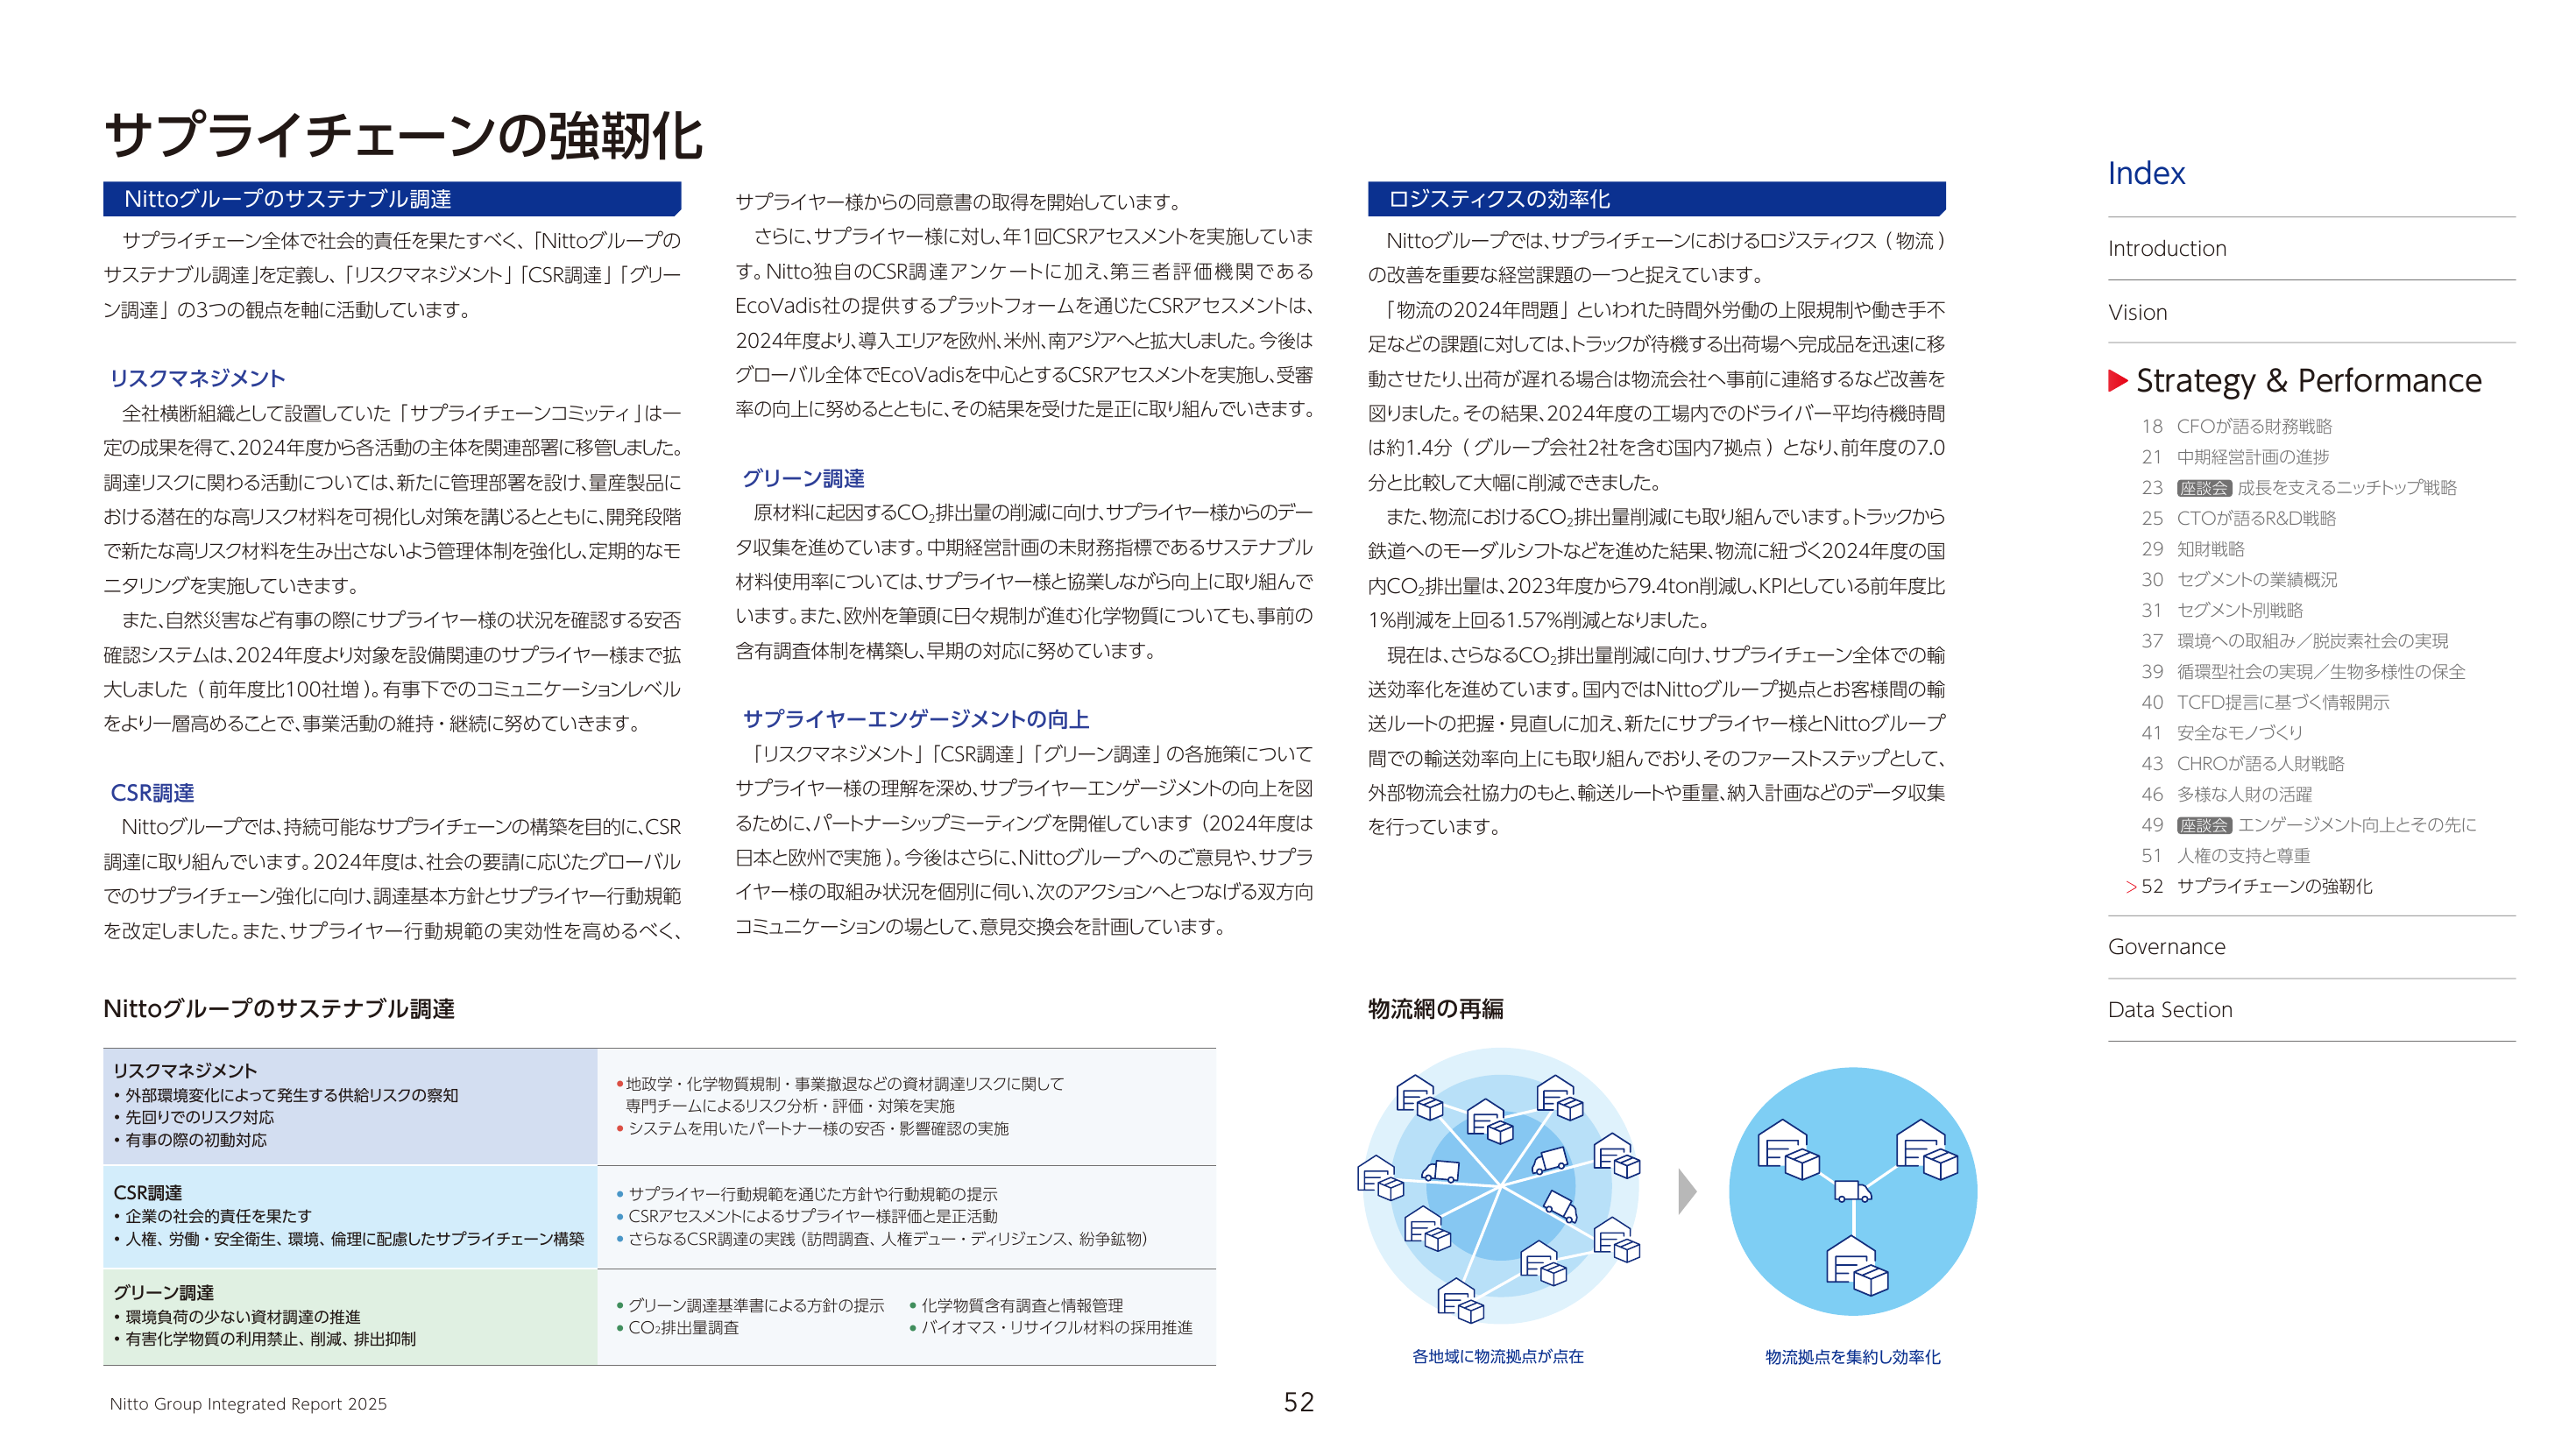 サプライチェーンの強靭化
Nittoグループのサステナブル調達
サプライチェーン全体で社会的責任を果たすべく、「Nittoグループの
サステナブル調達」を定義し、「リスクマネジメント」「CSR調達」「グリー
ン調達」の3つの観点を軸に活動しています。
リスクマネジメント
全社横断組織として設置していた「サプライチェーンコミッティ」は一
定の成果を得て、2024年度から各活動の主体を関連部署に移管しました。
調達リスクに関わる活動については、新たに管理部署を設け、量産製品に
おける潜在的な高リスク材料を可視化し対策を講じるとともに、開発段階
で新たな高リスク材料を生み出さないよう管理体制を強化し、定期的なモ
ニタリングを実施していきます。
また、自然災害など有事の際にサプライヤー様の状況を確認する安否
確認システムは、2024年度より対象を設備関連のサプライヤー様まで拡
大しました（前年度比100社増）。有事下でのコミュニケーションレベル
をより一層高めることで、事業活動の維持・継続に努めていきます。
CSR調達
Nittoグループでは、持続可能なサプライチェーンの構築を目的に、CSR
調達に取り組んでいます。2024年度は、社会の要請に応じたグローバル
でのサプライチェーン強化に向け、調達基本方針とサプライヤー行動規範
を改定しました。また、サプライヤー行動規範の実効性を高めるべく、
サプライヤー様からの同意書の取得を開始しています。
さらに、サプライヤー様に対し、年1回CSRアセスメントを実施していま
す。Nitto独自のCSR調達アンケートに加え、第三者評価機関である
EcoVadis社の提供するプラットフォームを通じたCSRアセスメントは、
2024年度より、導入エリアを欧州、米州、南アジアへと拡大しました。今後は
グローバル全体でEcoVadisを中心とするCSRアセスメントを実施し、受審
率の向上に努めるとともに、その結果を受けた是正に取り組んでいきます。
グリーン調達
原材料に起因するCO₂排出量の削減に向け、サプライヤー様からのデー
タ収集を進めています。中期経営計画の未財務指標であるサステナブル
材料使用率については、サプライヤー様と協業しながら向上に取り組んで
います。また、欧州を筆頭に日々規制が進む化学物質についても、事前の
含有調査体制を構築し、早期の対応に努めています。
サプライヤーエンゲージメントの向上
「リスクマネジメント」「CSR調達」「グリーン調達」の各施策について
サプライヤー様の理解を深め、サプライヤーエンゲージメントの向上を図
るために、パートナーシップミーティングを開催しています（2024年度は
日本と欧州で実施）。今後はさらに、Nittoグループへのご意見や、サプラ
イヤー様の取組み状況を個別に伺い、次のアクションへとつなげる双方向
コミュニケーションの場として、意見交換会を計画しています。
ロジスティクスの効率化
Nittoグループでは、サプライチェーンにおけるロジスティクス（物流）
の改善を重要な経営課題の一つと捉えています。
「物流の2024年問題」といわれた時間外労働の上限規制や働き手不
足などの課題に対しては、トラックが待機する出荷場へ完成品を迅速に移
動させたり、出荷が遅れる場合は物流会社へ事前に連絡するなど改善を
図りました。その結果、2024年度の工場内でのドライバー平均待機時間
は約1.4分（グループ会社2社を含む国内7拠点）となり、前年度の7.0
分と比較して大幅に削減できました。
また、物流におけるCO₂排出量削減にも取り組んでいます。トラックから
鉄道へのモーダルシフトなどを進めた結果、物流に紐づく2024年度の国
内CO₂排出量は、2023年度から79.4ton削減し、KPIとしている前年度比
1%削減を上回る1.57%削減となりました。
現在は、さらなるCO₂排出量削減に向け、サプライチェーン全体での輸
送効率化を進めています。国内ではNittoグループ拠点とお客様間の輸
送ルートの把握・見直しに加え、新たにサプライヤー様とNittoグループ
間での輸送効率向上にも取り組んでおり、そのファーストステップとして、
外部物流会社協力のもと、輸送ルートや重量、納入計画などのデータ収集
を行っています。
Nittoグループのサステナブル調達
リスクマネジメント
• 外部環境変化によって発生する供給リスクの察知
• 先回りでのリスク対応
• 有事の際の初動対応
• 地政学・化学物質規制・事業撤退などの資材調達リスクに関して
専門チームによるリスク分析・評価・対策を実施
• システムを用いたパートナー様の安否・影響確認の実施
CSR調達
• 企業の社会的責任を果たす
• 人権、労働・安全衛生、環境、倫理に配慮したサプライチェーン構築
• サプライヤー行動規範を通じた方針や行動規範の提示
• CSRアセスメントによるサプライヤー様評価と是正活動
• さらなるCSR調達の実践（訪問調査、人権デュー・ディリジェンス、紛争鉱物）
グリーン調達
• 環境負荷の少ない資材調達の推進
• 有害化学物質の利用禁止、削減、排出抑制
• グリーン調達基準書による方針の提示 • 化学物質含有調査と情報管理
• CO₂排出量調査 • バイオマス・リサイクル材料の採用推進
物流網の再編
各地域に物流拠点が点在
物流拠点を集約し効率化
Index
Introduction
Vision
Strategy & Performance
18 CFOが語る財務戦略
21 中期経営計画の進捗
23 座談会 成長を支えるニッチトップ戦略
25 CTOが語るR&D戦略
29 知財戦略
30 セグメントの業績概況
31 セグメント別戦略
37 環境への取組み／脱炭素社会の実現
39 循環型社会の実現／生物多様性の保全
40 TCFD提言に基づく情報開示
41 安全なモノづくり
43 CHROが語る人財戦略
46 多様な人財の活躍
49 座談会 エンゲージメント向上とその先に
51 人権の支持と尊重
> 52 サプライチェーンの強靭化
Governance
Data Section
Nitto Group Integrated Report 2025
52